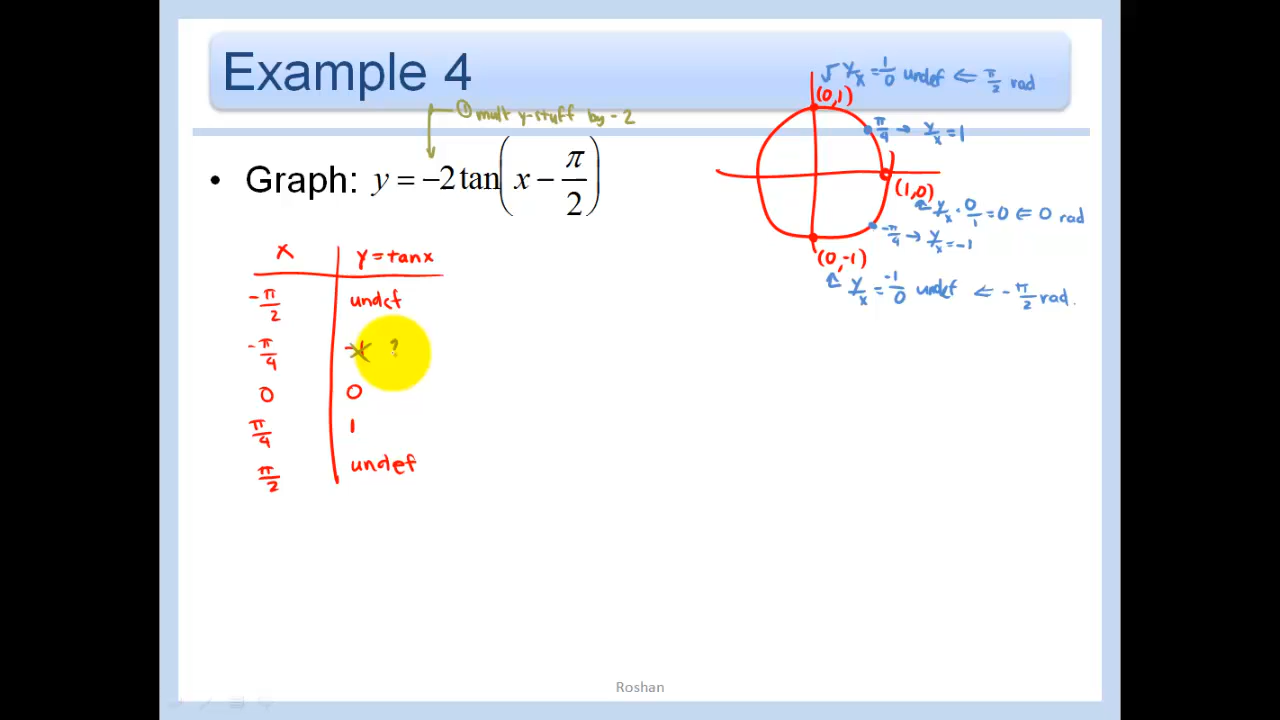 Example 4
① mult y-stuff by -2
• Graph: y = −2tan(x − π/2)
x | y = tanx
-π/2 | undef
-π/4 | -1 ?
0 | 0
π/4 | 1
π/2 | undef
y/x = 1/0 undef ⇐ π/2 rad
(0,1)
π/4 → y/x = 1
(1,0)
y/x = 0/1 = 0 ⇐ 0 rad
-π/4 → y/x = -1
(0,-1)
y/x = -1/0 undef ⇐ -π/2 rad.
Roshan